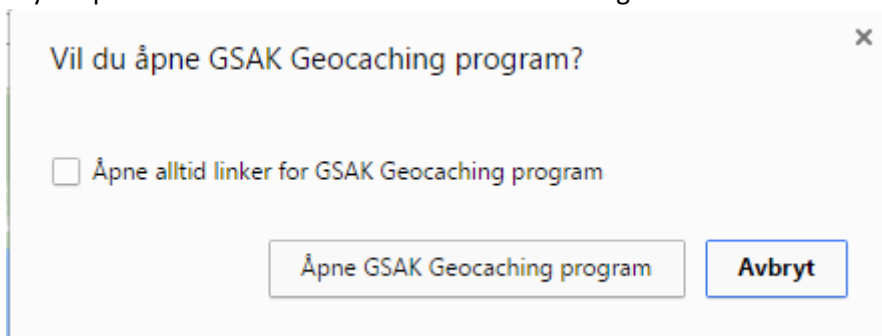 Vil du åpne GSAK Geocaching program?
Åpne alltid linker for GSAK Geocaching program
Åpne GSAK Geocaching program
Avbryt